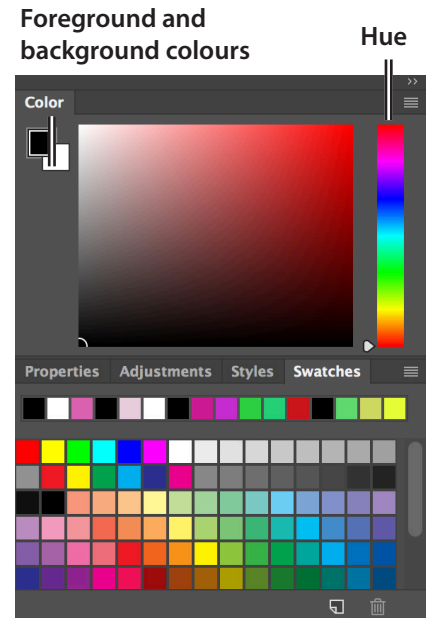 Foreground and
background colours
Hue
Color
Properties Adjustments Styles Swatches